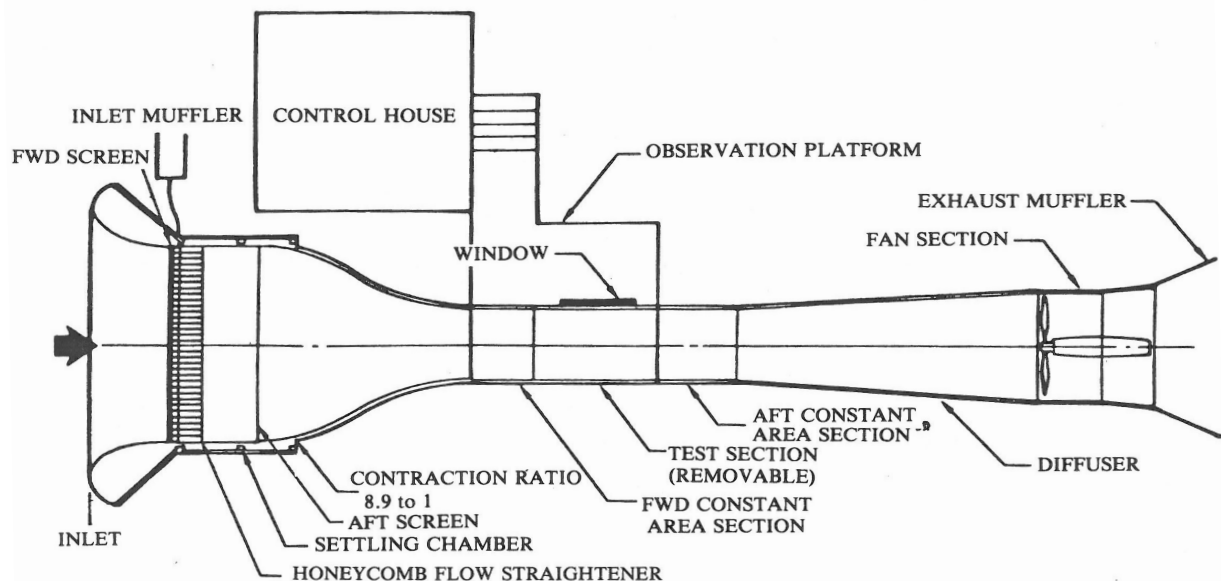 CONTROL HOUSE
INLET MUFFLER
FWD SCREEN
OBSERVATION PLATFORM
EXHAUST MUFFLER
FAN SECTION
WINDOW
AFT CONSTANT
AREA SECTION
TEST SECTION
(REMOVABLE)
DIFFUSER
CONTRACTION RATIO
8.9 to 1
FWD CONSTANT
AREA SECTION
AFT SCREEN
INLET
SETTLING CHAMBER
HONEYCOMB FLOW STRAIGHTENER